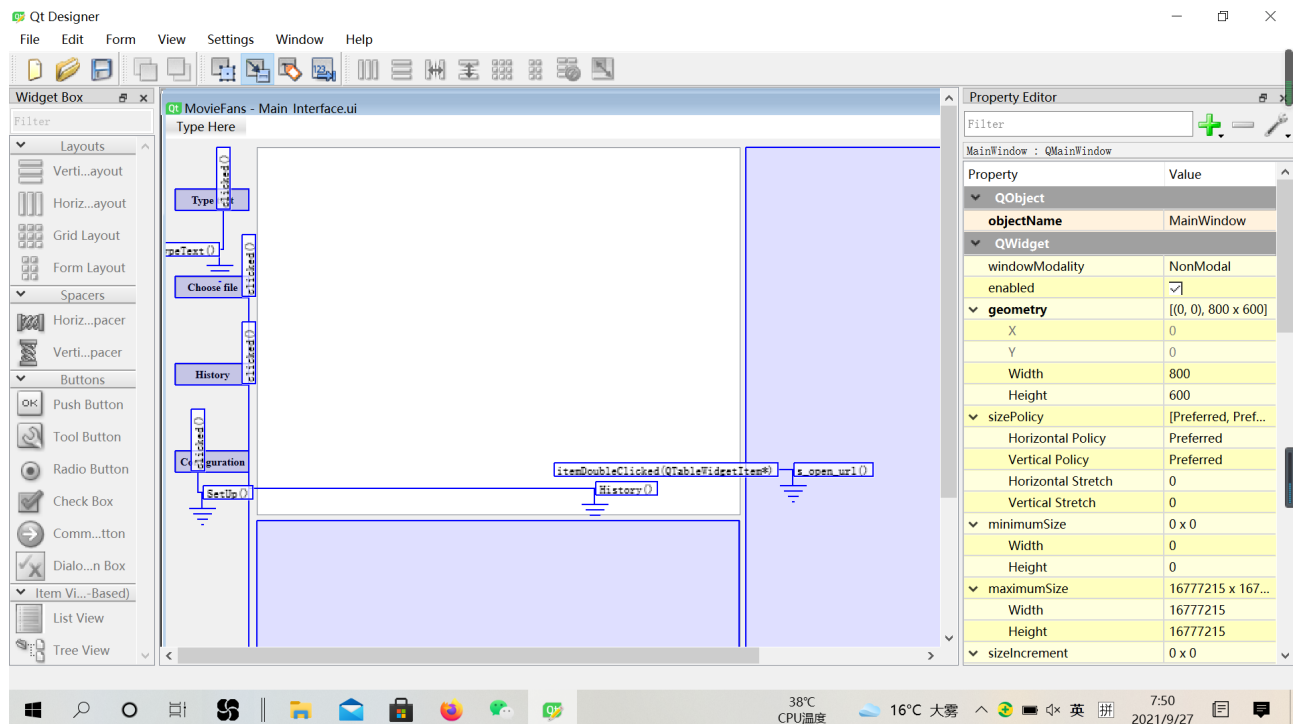 Qt Designer
File Edit Form View Settings Window Help
Widget Box
Filter
Layouts
Verti...ayout
Horiz...ayout
Grid Layout
Form Layout
Spacers
Horiz...pacer
Verti...pacer
Buttons
Push Button
Tool Button
Radio Button
Check Box
Comm...tton
Dialo...n Box
Item Vi...-Based)
List View
Tree View
MovieFans - Main Interface.ui
Type Here
clicked()
Type
peText()
clicked()
Choose file
clicked()
History
clicked()
guration
SetUp()
itemDoubleClicked(QTableWidgetItem*)
s_open_url()
History()
Property Editor
Filter
MainWindow : QMainWindow
Property Value
QObject
objectName MainWindow
QWidget
windowModality NonModal
enabled
geometry [(0, 0), 800 x 600]
X 0
Y 0
Width 800
Height 600
sizePolicy [Preferred, Pref...
Horizontal Policy Preferred
Vertical Policy Preferred
Horizontal Stretch 0
Vertical Stretch 0
minimumSize 0 x 0
Width 0
Height 0
maximumSize 16777215 x 167...
Width 16777215
Height 16777215
sizeIncrement 0 x 0
38°C
CPU温度
16°C 大雾
英
拼
7:50
2021/9/27